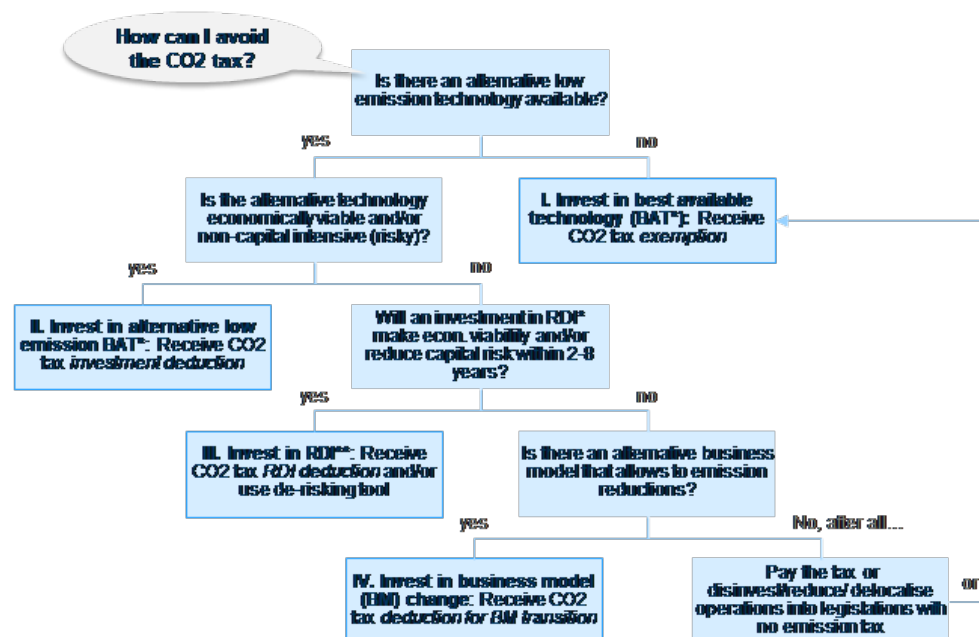 How can I avoid
the CO2 tax?
Is there an alternative low
emission technology available?
yes
no
Is the alternative technology
economically viable and/or
non-capital intensive (risky)?
I. Invest in best available
technology (BAT*): Receive
CO2 tax exemption
yes
no
II. Invest in alternative low
emission BAT*: Receive CO2
tax investment deduction
Will an investment in RDI*
make econ. viability and/or
reduce capital risk within 2-8
years?
yes
no
III. Invest in RDI**: Receive
CO2 tax RDI deduction and/or
use de-risking tool
Is there an alternative business
model that allows to emission
reductions?
yes
No, after all...
IV. Invest in business model
(BM) change: Receive CO2
tax deduction for BM transition
Pay the tax or
disinvest/reduce/ delocalise
operations into legislations with
no emission tax
or